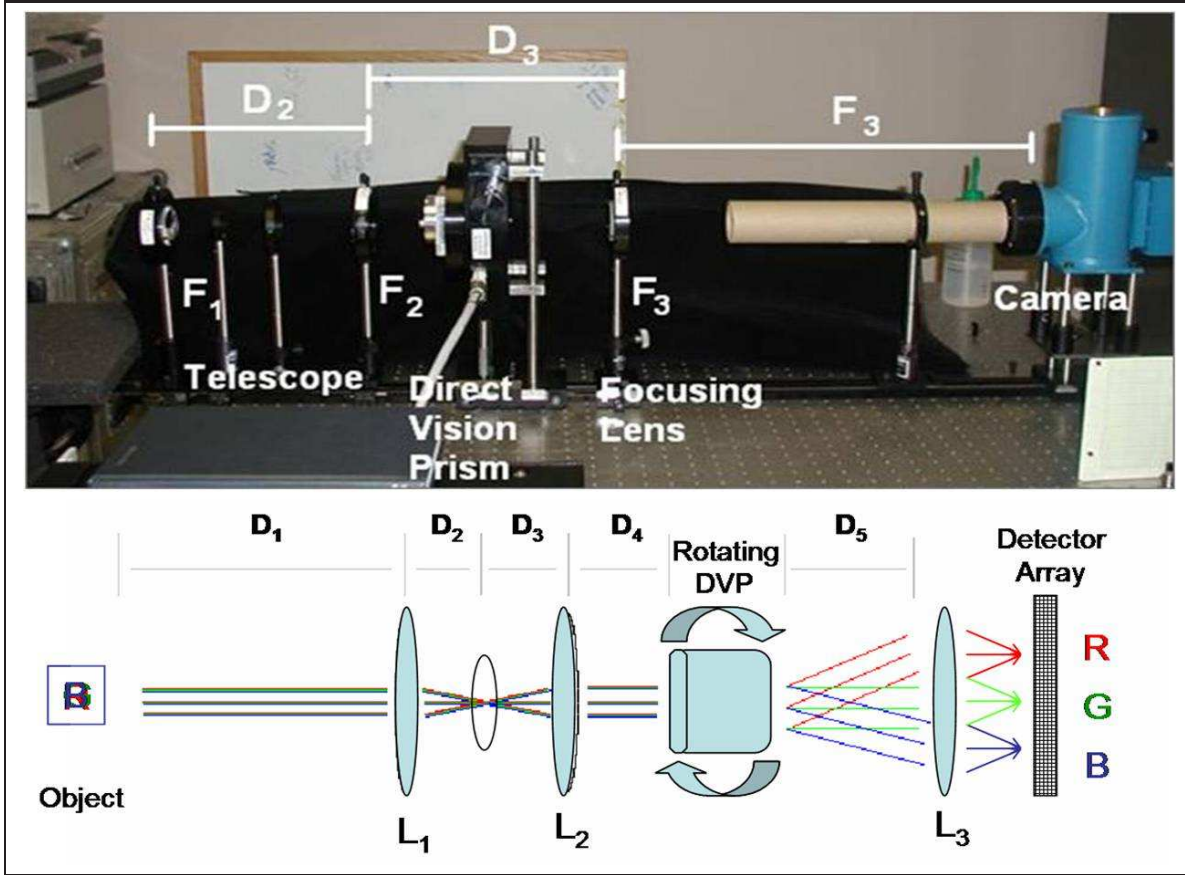 D3
D2
F3
F1
F2
F3
Camera
Telescope
Direct
Vision
Prism
Focusing
Lens
D1
D2
D3
D4
Rotating
DVP
D5
Detector
Array
R
G
B
R
G
B
Object
L1
L2
L3